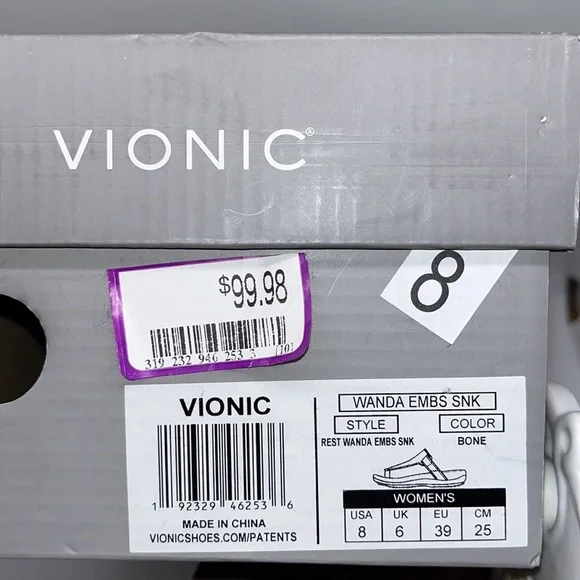 VIONIC®
$99.98
319 232 946 253 3 (10)
8
VIONIC
1 92329 46253 6
MADE IN CHINA
VIONICSHOES.COM/PATENTS
WANDA EMBS SNK
STYLE COLOR
REST WANDA EMBS SNK BONE
WOMEN'S
USA UK EU CM
8 6 39 25